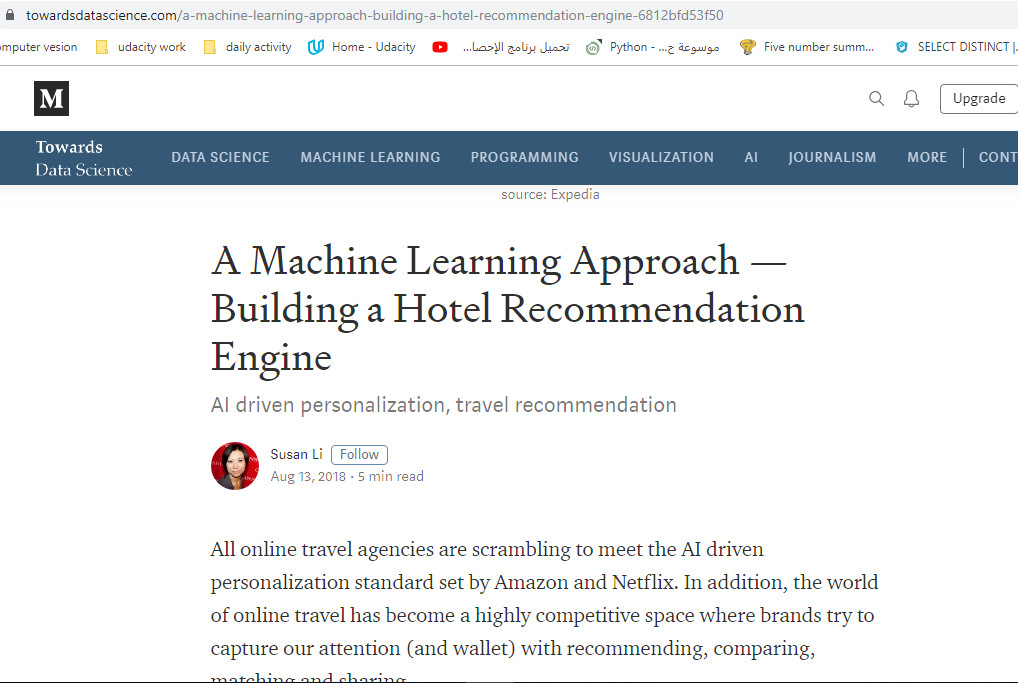 towardsdatascience.com/a-machine-learning-approach-building-a-hotel-recommendation-engine-6812bfd53f50
omputer vesion udacity work daily activity Home - Udacity تحميل برنامج الإحصا... Python - موسوعة ح... Five number summ... SELECT DISTINCT |
M
Upgrade
Towards
Data Science
DATA SCIENCE MACHINE LEARNING PROGRAMMING VISUALIZATION AI JOURNALISM MORE CONT
source: Expedia
A Machine Learning Approach —
Building a Hotel Recommendation
Engine
AI driven personalization, travel recommendation
Susan Li Follow
Aug 13, 2018 · 5 min read
All online travel agencies are scrambling to meet the AI driven
personalization standard set by Amazon and Netflix. In addition, the world
of online travel has become a highly competitive space where brands try to
capture our attention (and wallet) with recommending, comparing,
matching and sharing